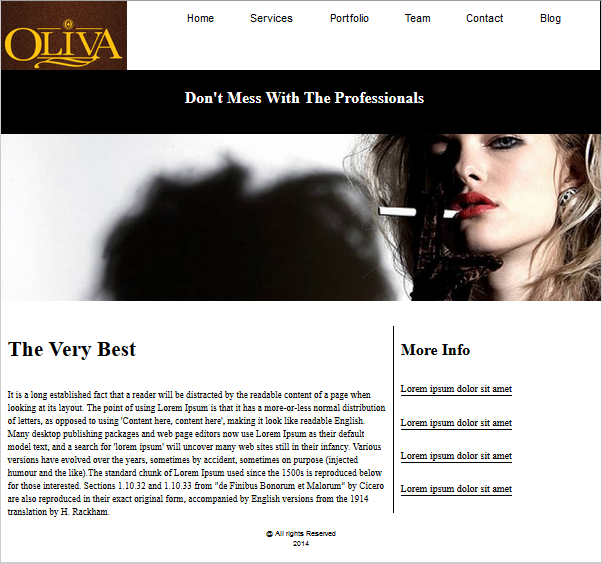 OLIVA
Home Services Portfolio Team Contact Blog
Don't Mess With The Professionals
The Very Best
It is a long established fact that a reader will be distracted by the readable content of a page when
looking at its layout. The point of using Lorem Ipsum is that it has a more-or-less normal distribution
of letters, as opposed to using 'Content here, content here', making it look like readable English.
Many desktop publishing packages and web page editors now use Lorem Ipsum as their default
model text, and a search for 'lorem ipsum' will uncover many web sites still in their infancy. Various
versions have evolved over the years, sometimes by accident, sometimes on purpose (injected
humour and the like).The standard chunk of Lorem Ipsum used since the 1500s is reproduced below
for those interested. Sections 1.10.32 and 1.10.33 from "de Finibus Bonorum et Malorum" by Cicero
are also reproduced in their exact original form, accompanied by English versions from the 1914
translation by H. Rackham.
More Info
Lorem ipsum dolor sit amet
Lorem ipsum dolor sit amet
Lorem ipsum dolor sit amet
Lorem ipsum dolor sit amet
@ All rights Reserved
2014